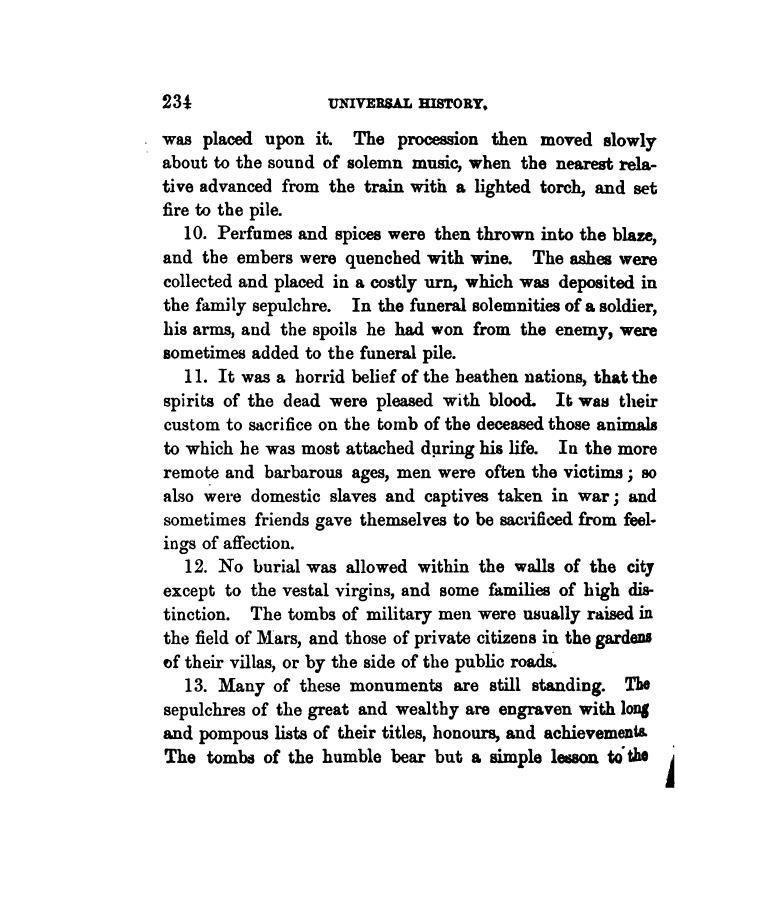 234 UNIVERSAL HISTORY.
was placed upon it. The procession then moved slowly
about to the sound of solemn music, when the nearest rela-
tive advanced from the train with a lighted torch, and set
fire to the pile.
10. Perfumes and spices were then thrown into the blaze,
and the embers were quenched with wine. The ashes were
collected and placed in a costly urn, which was deposited in
the family sepulchre. In the funeral solemnities of a soldier,
his arms, and the spoils he had won from the enemy, were
sometimes added to the funeral pile.
11. It was a horrid belief of the heathen nations, that the
spirits of the dead were pleased with blood. It was their
custom to sacrifice on the tomb of the deceased those animals
to which he was most attached during his life. In the more
remote and barbarous ages, men were often the victims; so
also were domestic slaves and captives taken in war; and
sometimes friends gave themselves to be sacrificed from feel-
ings of affection.
12. No burial was allowed within the walls of the city
except to the vestal virgins, and some families of high dis-
tinction. The tombs of military men were usually raised in
the field of Mars, and those of private citizens in the gardens
of their villas, or by the side of the public roads.
13. Many of these monuments are still standing. The
sepulchres of the great and wealthy are engraven with long
and pompous lists of their titles, honours, and achievements.
The tombs of the humble bear but a simple lesson to the